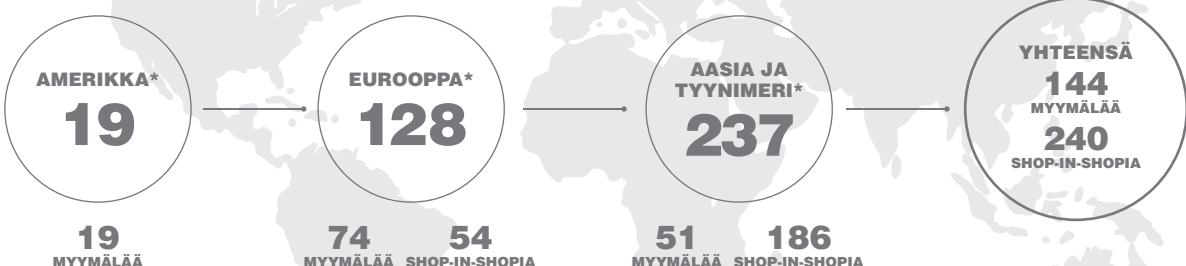 AMERIKKA*
19
19
MYYMÄLÄÄ
EUROOPPA*
128
74
MYYMÄLÄÄ
54
SHOP-IN-SHOPIA
AASIA JA
TYYNIMERI*
237
51
MYYMÄLÄÄ
186
SHOP-IN-SHOPIA
YHTEENSÄ
144
MYYMÄLÄÄ
240
SHOP-IN-SHOPIA